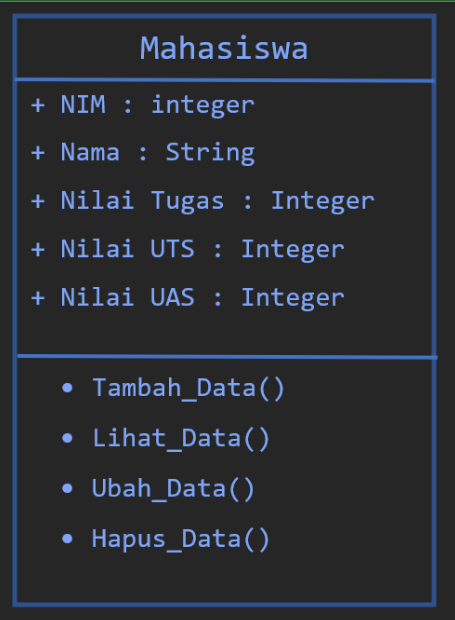 Mahasiswa
+ NIM : integer
+ Nama : String
+ Nilai Tugas : Integer
+ Nilai UTS : Integer
+ Nilai UAS : Integer
• Tambah_Data()
• Lihat_Data()
• Ubah_Data()
• Hapus_Data()